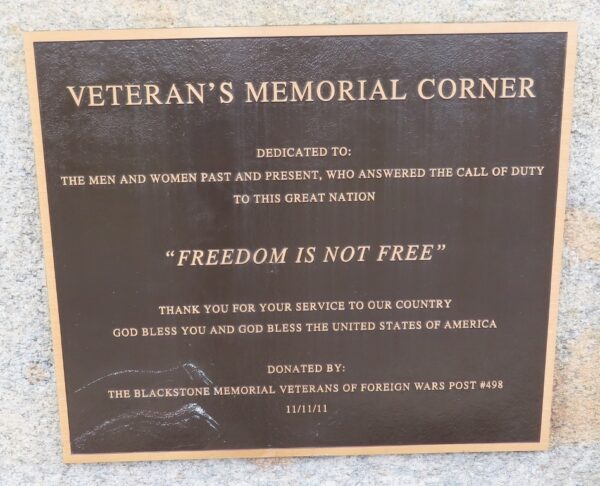 VETERAN'S MEMORIAL CORNER
DEDICATED TO:
THE MEN AND WOMEN PAST AND PRESENT, WHO ANSWERED THE CALL OF DUTY
TO THIS GREAT NATION
"FREEDOM IS NOT FREE"
THANK YOU FOR YOUR SERVICE TO OUR COUNTRY
GOD BLESS YOU AND GOD BLESS THE UNITED STATES OF AMERICA
DONATED BY:
THE BLACKSTONE MEMORIAL VETERANS OF FOREIGN WARS POST #498
11/11/11